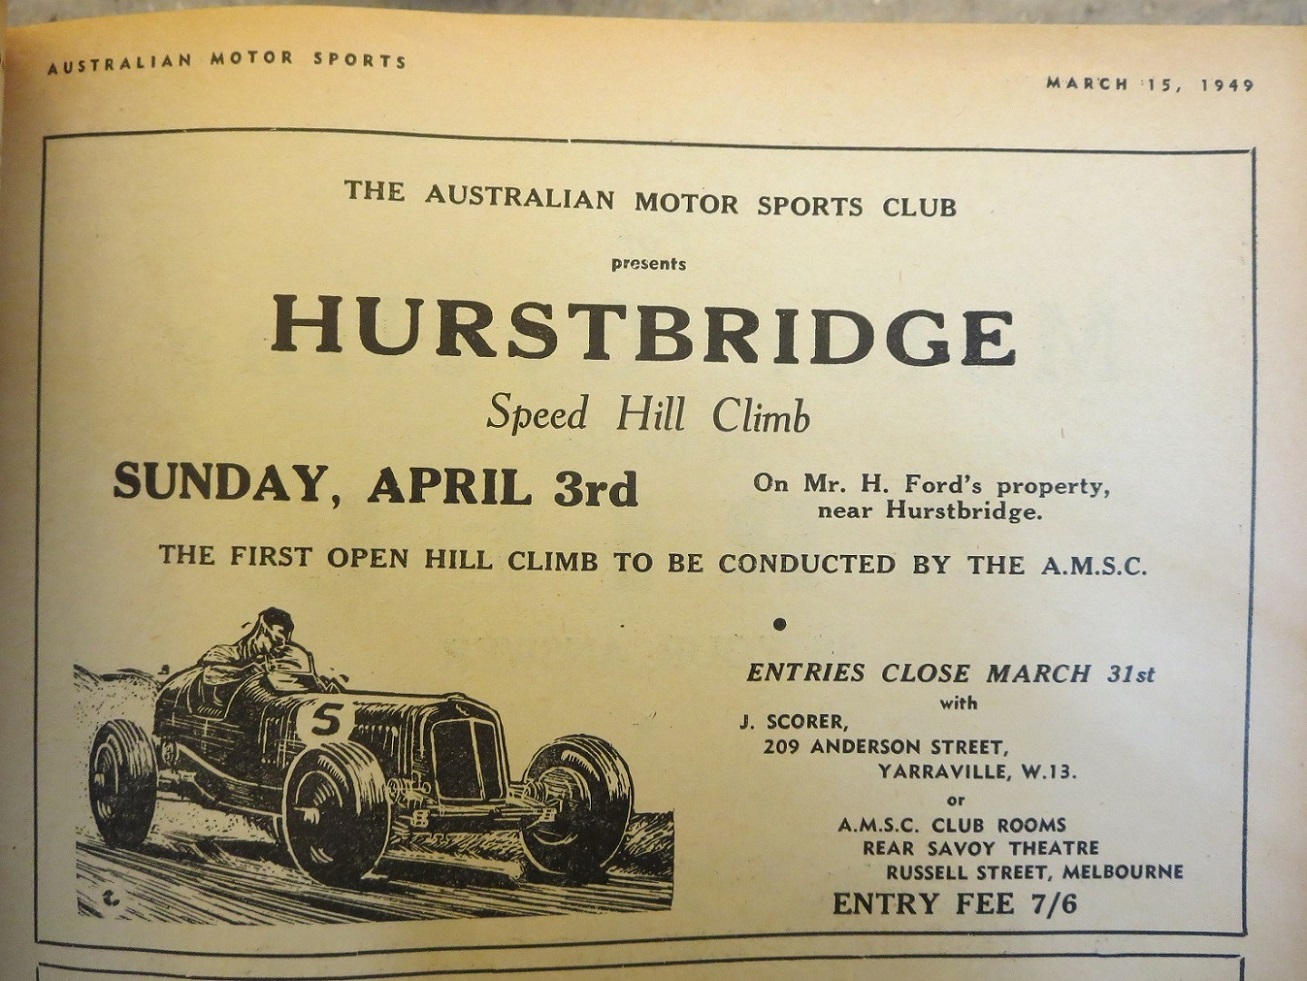 AUSTRALIAN MOTOR SPORTS
MARCH 15, 1949
THE AUSTRALIAN MOTOR SPORTS CLUB
presents
HURSTBRIDGE
Speed Hill Climb
SUNDAY, APRIL 3rd
On Mr. H. Ford's property,
near Hurstbridge.
THE FIRST OPEN HILL CLIMB TO BE CONDUCTED BY THE A.M.S.C.
5
ENTRIES CLOSE MARCH 31st
with
J. SCORER,
209 ANDERSON STREET,
YARRAVILLE, W.13.
or
A.M.S.C. CLUB ROOMS
REAR SAVOY THEATRE
RUSSELL STREET, MELBOURNE
ENTRY FEE 7/6